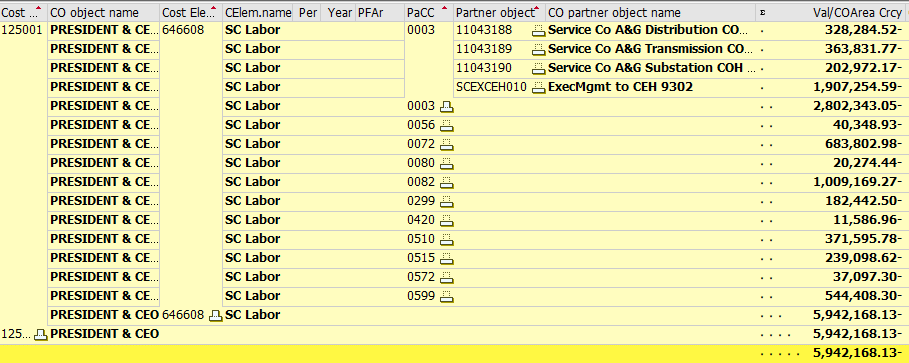 Cost ... CO object name Cost Ele... CElem.name Per Year PFAr PaCC Partner object CO partner object name Σ Val/COArea Crcy
125001 PRESIDENT & CE... 646608 SC Labor 0003 11043188 Service Co A&G Distribution CO... 328,284.52-
PRESIDENT & CE... SC Labor 11043189 Service Co A&G Transmission CO... 363,831.77-
PRESIDENT & CE... SC Labor 11043190 Service Co A&G Substation COH ... 202,972.17-
PRESIDENT & CE... SC Labor SCEXCEH010 ExecMgmt to CEH 9302 1,907,254.59-
PRESIDENT & CE... SC Labor 0003 2,802,343.05-
PRESIDENT & CE... SC Labor 0056 40,348.93-
PRESIDENT & CE... SC Labor 0072 683,802.98-
PRESIDENT & CE... SC Labor 0080 20,274.44-
PRESIDENT & CE... SC Labor 0082 1,009,169.27-
PRESIDENT & CE... SC Labor 0299 182,442.50-
PRESIDENT & CE... SC Labor 0420 11,586.96-
PRESIDENT & CE... SC Labor 0510 371,595.78-
PRESIDENT & CE... SC Labor 0515 239,098.62-
PRESIDENT & CE... SC Labor 0572 37,097.30-
PRESIDENT & CE... SC Labor 0599 544,408.30-
PRESIDENT & CEO 646608 SC Labor 5,942,168.13-
125... PRESIDENT & CEO 5,942,168.13-
5,942,168.13-